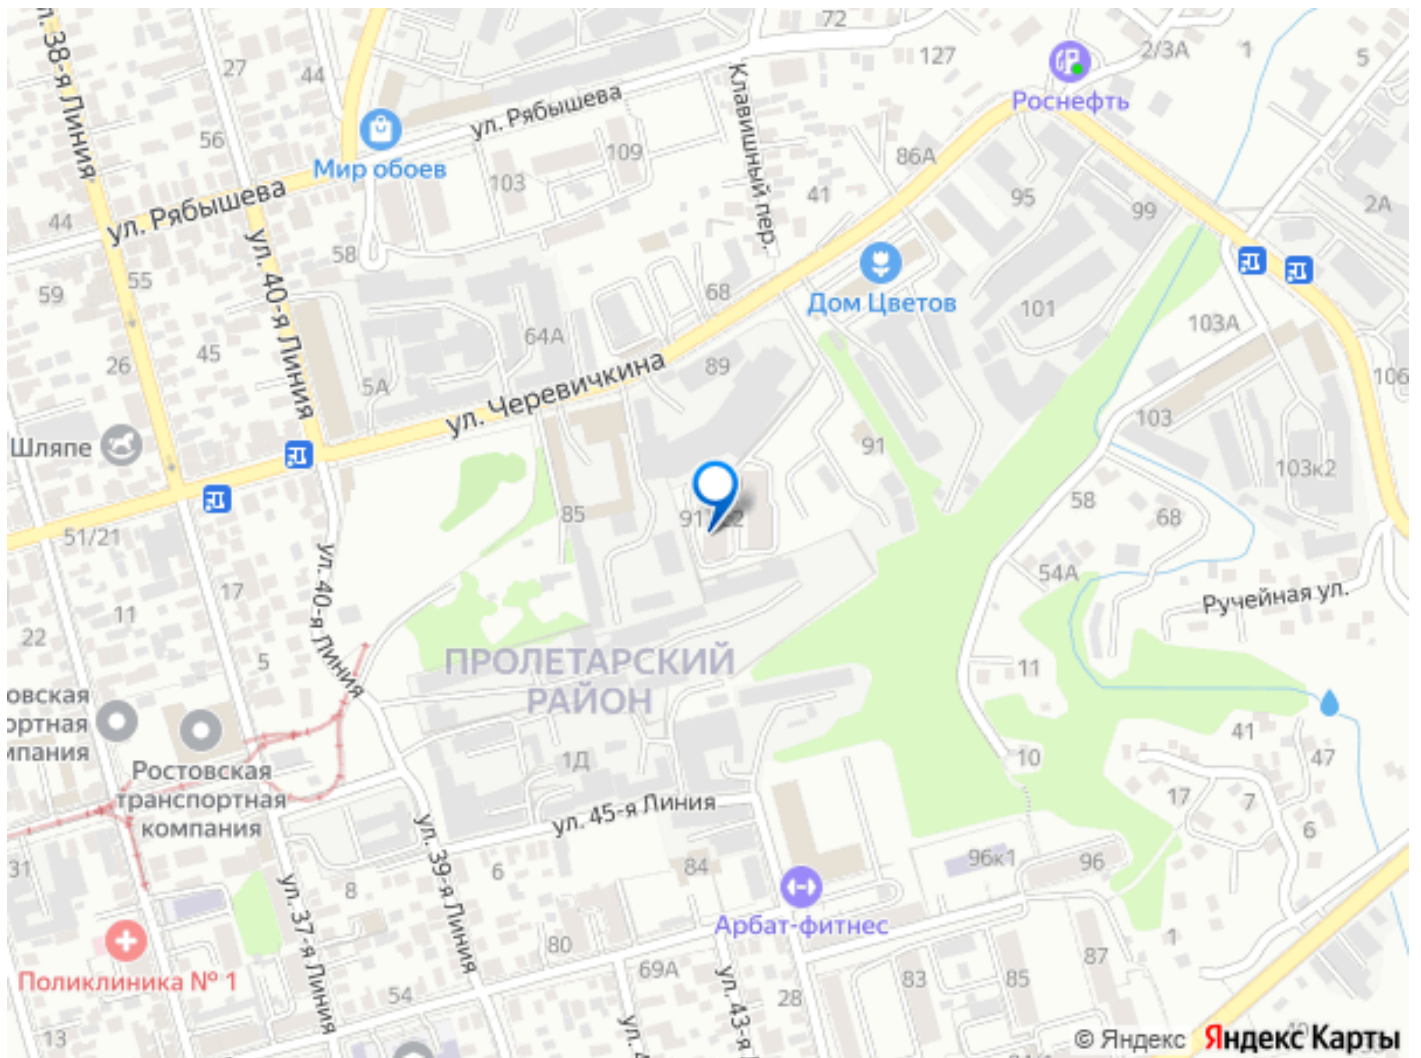 72
ул. 38-я Линия
127
2/3А
1
5
27
44
Клавишный пер.
Роснефть
ул. Рябышева
56
Мир обоев
109
103
86А
41
95
99
2А
ул. Рябышева
44
58
55
59
ул. 40-я Линия
68
Дом Цветов
101
103А
64А
26
45
5А
89
106
ул. Черевичкина
Шляпе
91
103
103к2
58
68
85
51/21
ул. 40-я Линия
54А
17
11
22
Ручейная ул.
5
ПРОЛЕТАРСКИЙ
РАЙОН
11
овская
ортная
мпания
41
47
10
1Д
Ростовская
транспортная
компания
17
7
6
ул. 45-я Линия
ул. 39-я Линия
31
8
6
84
96к1
96
ул. 37-я Линия
Арбат-фитнес
80
1
69А
87
Поликлиника № 1
83
85
54
28
ул. 43-я Линия
13
© Яндекс Яндекс Карты